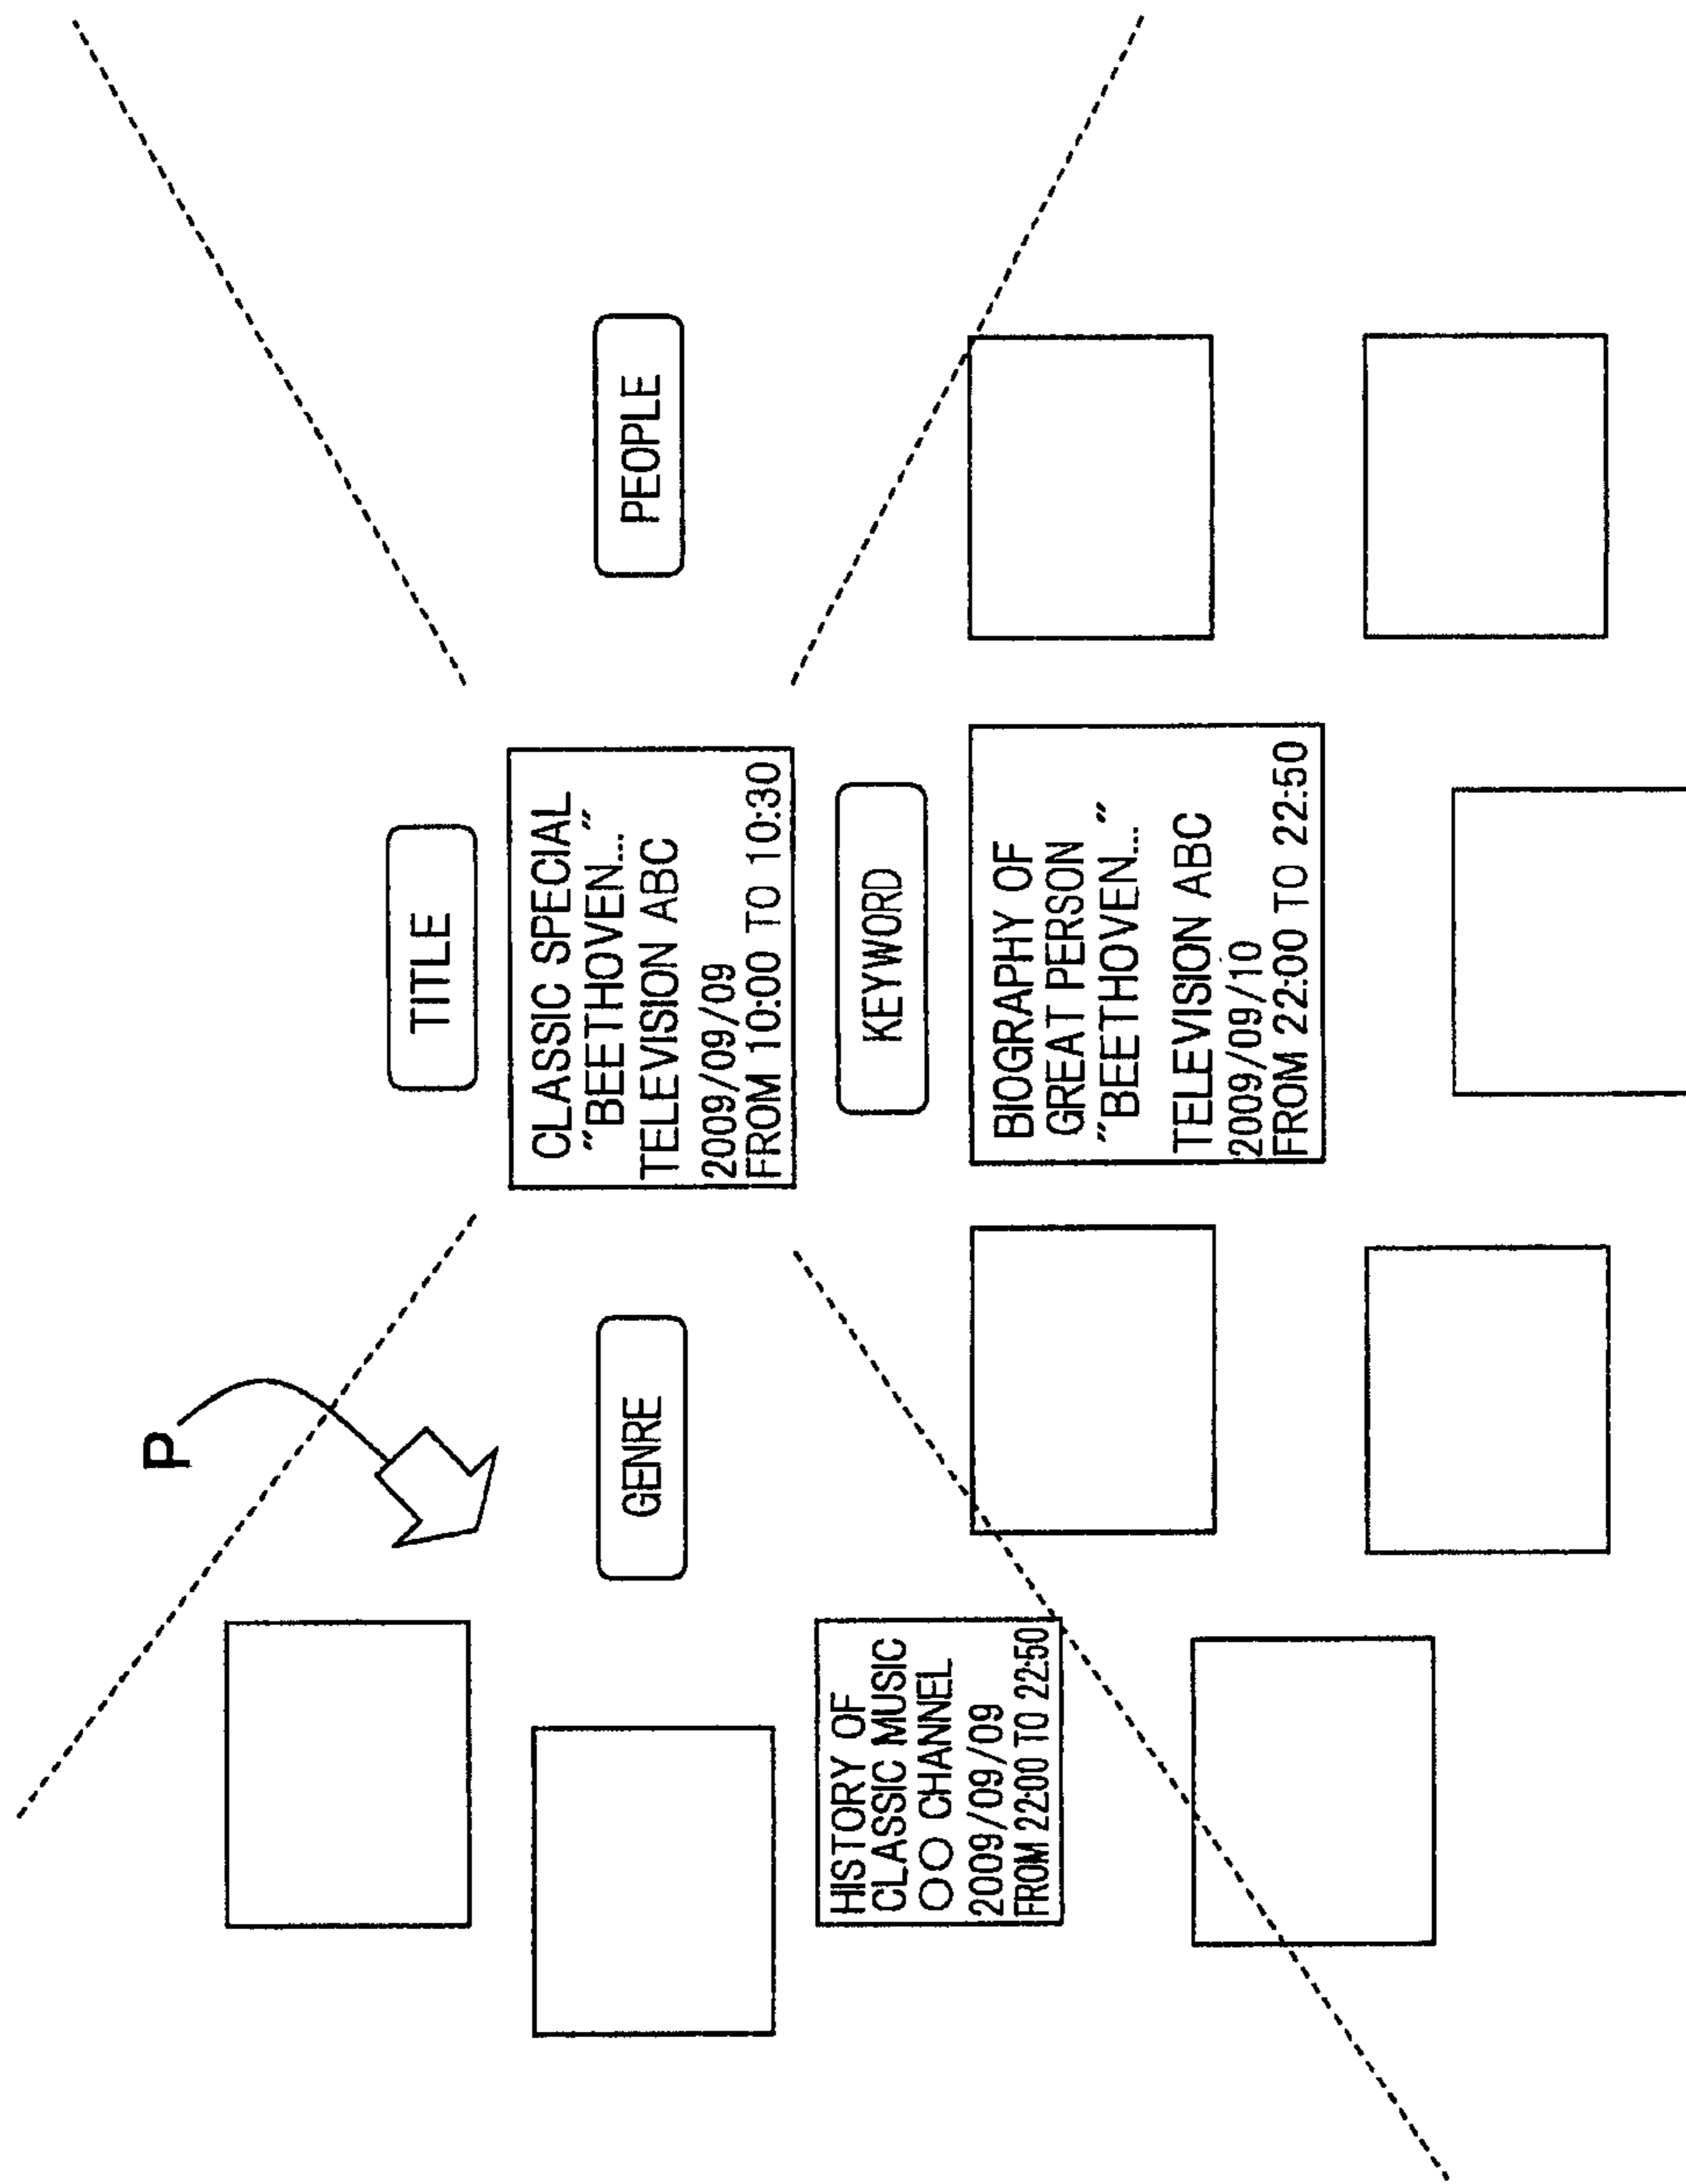 P
TITLE
GENRE
CLASSIC SPECIAL
"BEETHOVEN..."
TELEVISION ABC
2009/09/09
FROM 10:00 TO 10:30
PEOPLE
KEYWORD
HISTORY OF
CLASSIC MUSIC
○○ CHANNEL
2009/09/09
FROM 22:00 TO 22:50
BIOGRAPHY OF
GREAT PERSON
"BEETHOVEN..."
TELEVISION ABC
2009/09/10
FROM 22:00 TO 22:50